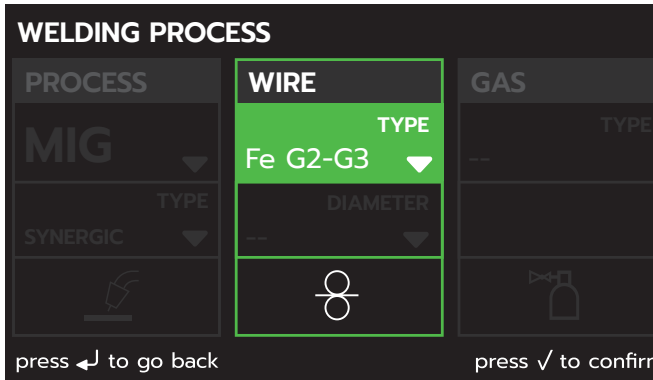 WELDING PROCESS
PROCESS
MIG
TYPE
SYNERGIC
WIRE
TYPE
Fe G2-G3
DIAMETER
--
GAS
TYPE
--
press ↵ to go back
press √ to confirm